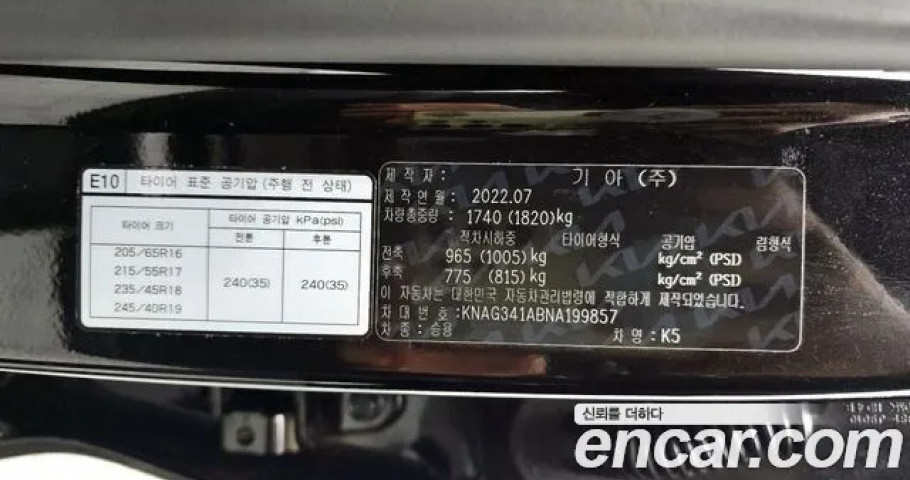 E10 타이어 표준 공기압 (주행 전 상태)
타이어 크기 타이어 공기압 kPa(psi)
전륜 후륜
205/65R16
215/55R17
235/45R18
245/40R19
240(35) 240(35)
제 작 자 : 기 아 (주)
제작연월 : 2022.07
차량총중량 : 1740 (1820)kg
적차시하중 타이어형식 공기압 림형식
전축 965 (1005) kg kg/cm² (PSI)
후축 775 (815) kg kg/cm² (PSI)
이 자동차는 대한민국 자동차관리법령에 적합하게 제작되었습니다.
차 대 번 호 : KNAG341ABNA199857
차 종 : 승용 차 명 : K5
신뢰를 더하다
encar.com